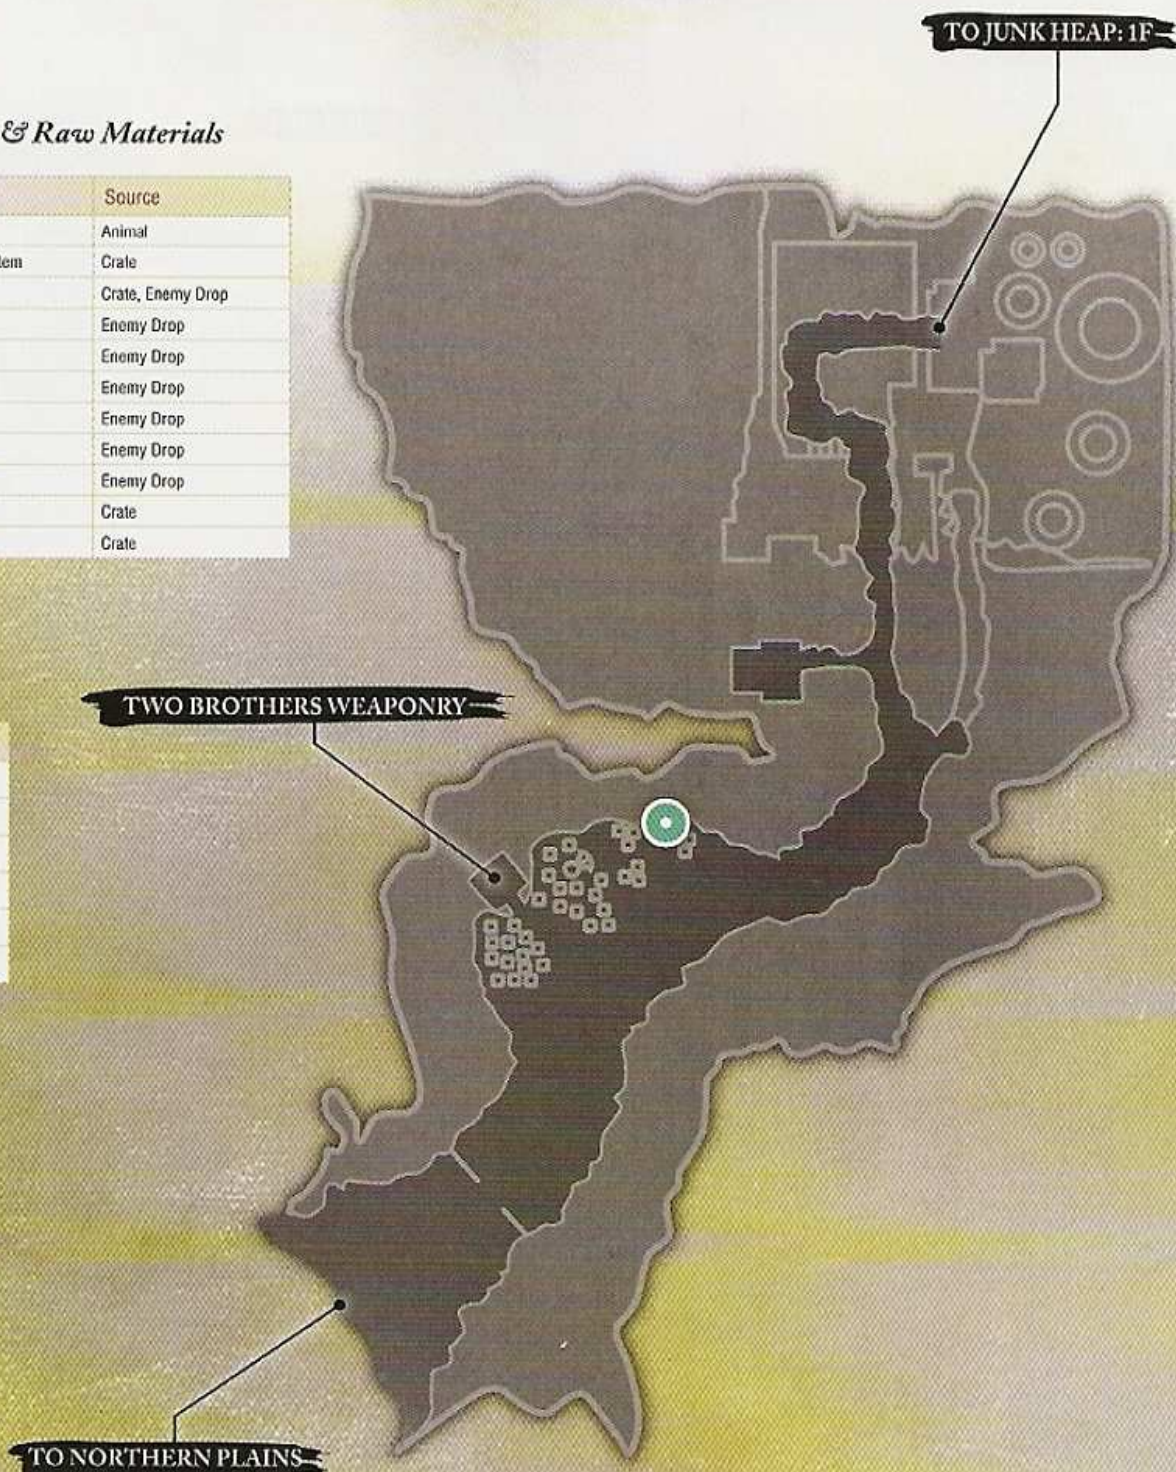 TO JUNK HEAP: 1F
& Raw Materials
Source
Animal
Crate
Crate, Enemy Drop
Enemy Drop
Enemy Drop
Enemy Drop
Enemy Drop
Enemy Drop
Enemy Drop
Crate
Crate
TWO BROTHERS WEAPONRY
TO NORTHERN PLAINS